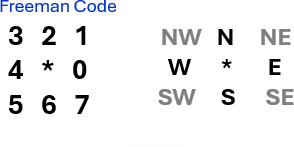 Freeman Code
3 2 1 NW N NE
4 * 0 W * E
5 6 7 SW S SE